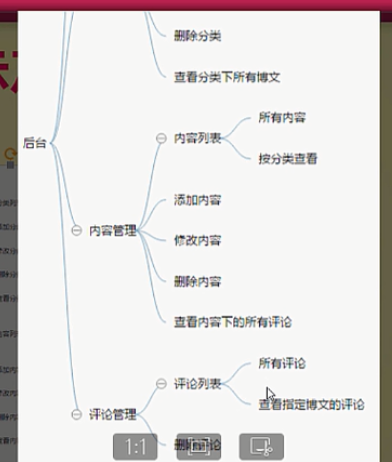 删除分类
查看分类下所有博文
所有内容
内容列表
按分类查看
后台
添加内容
内容管理
修改内容
删除内容
查看内容下的所有评论
所有评论
评论列表
查看指定博文的评论
评论管理
删除评论
1:1